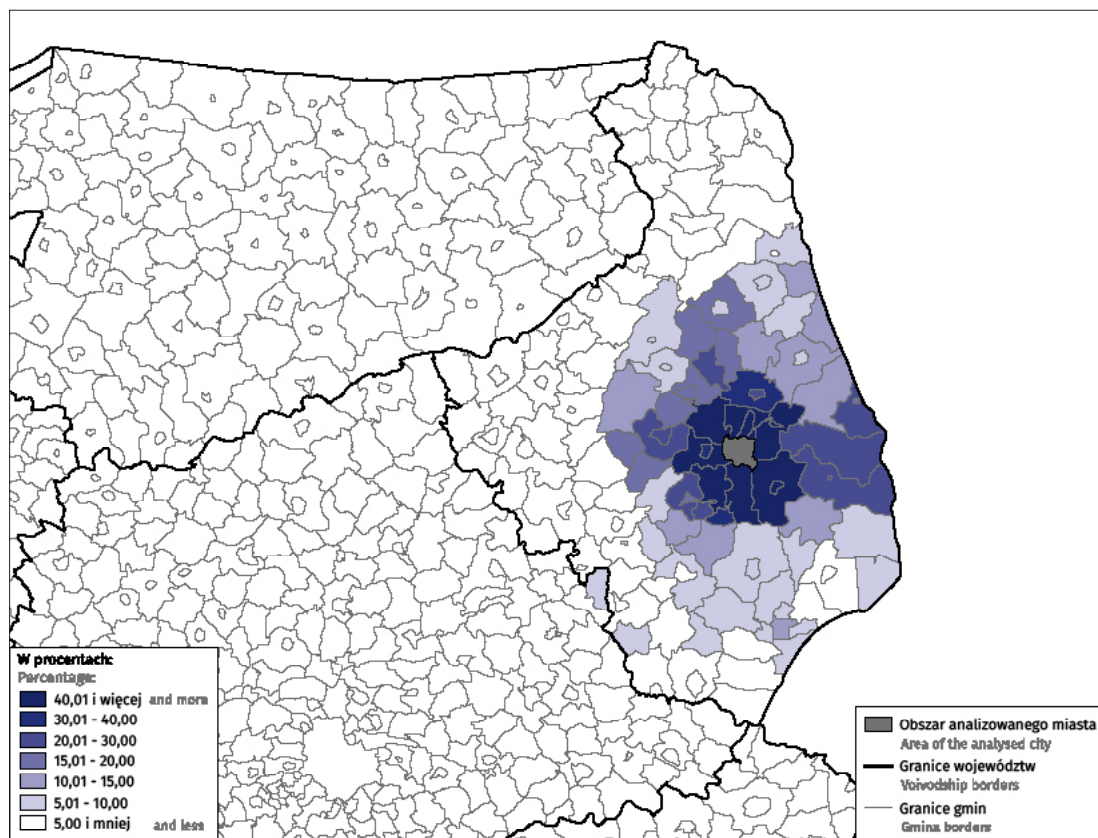 W procentach:
Percentage:
40,01 i więcej and more
30,01 - 40,00
20,01 - 30,00
15,01 - 20,00
10,01 - 15,00
5,01 - 10,00
5,00 i mniej and less
Obszar analizowanego miasta
Area of the analysed city
Granice województw
Voivodship borders
Granice gmin
Gmina borders